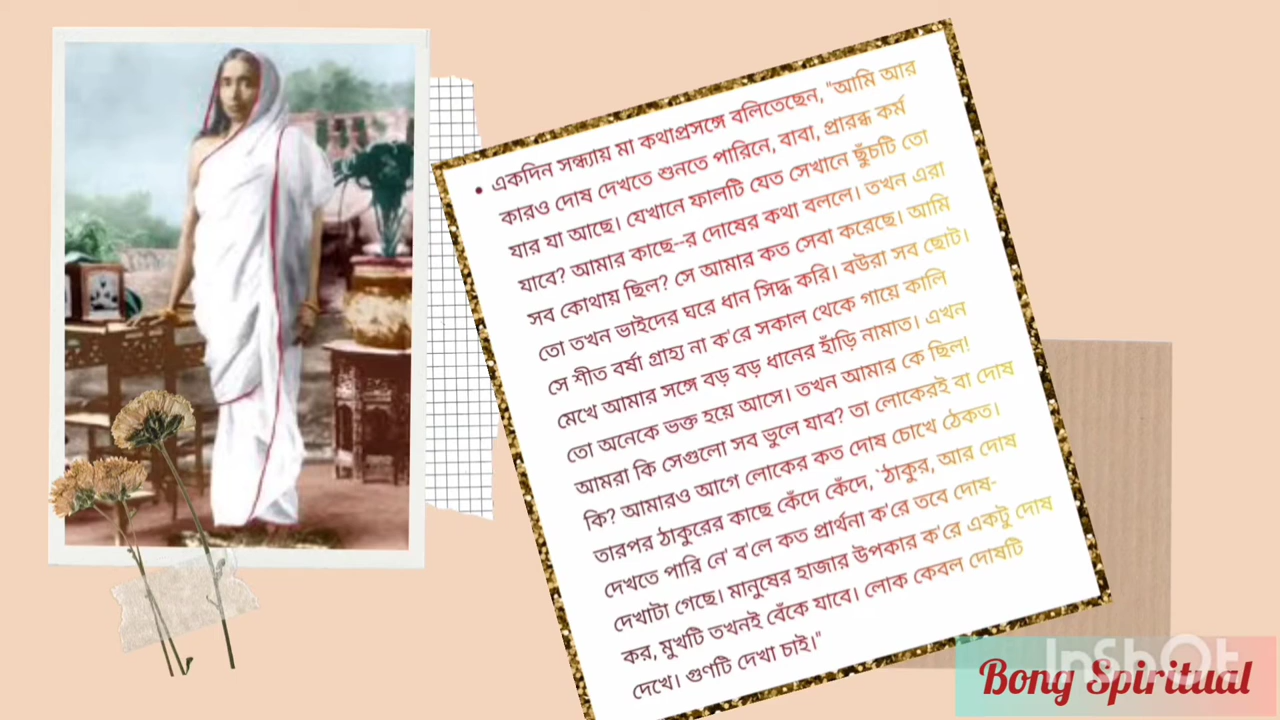 • একদিন সন্ধ্যায় মা কথাপ্রসঙ্গে বলিতেছেন, "আমি আর
কারও দোষ দেখতে শুনতে পারিনে, বাবা, প্রারব্ধ কর্ম
যার যা আছে। যেখানে ফালটি যেত সেখানে ছুঁচটি তো
যাবে? আমার কাছে--র দোষের কথা বললে। তখন এরা
সব কোথায় ছিল? সে আমার কত সেবা করেছে। আমি
তো তখন ভাইদের ঘরে ধান সিদ্ধ করি। বউরা সব ছোট।
সে শীত বর্ষা গ্রাহ্য না ক'রে সকাল থেকে গায়ে কালি
মেখে আমার সঙ্গে বড় বড় ধানের হাঁড়ি নামাত। এখন
তো অনেকে ভক্ত হয়ে আসে। তখন আমার কে ছিল!
আমরা কি সেগুলো সব ভুলে যাব? তা লোকেরই বা দোষ
কি? আমারও আগে লোকের কত দোষ চোখে ঠেকত।
তারপর ঠাকুরের কাছে কেঁদে কেঁদে, `ঠাকুর, আর দোষ
দেখতে পারি নে' ব'লে কত প্রার্থনা ক'রে তবে দোষ-
দেখাটা গেছে। মানুষের হাজার উপকার ক'রে একটু দোষ
কর, মুখটি তখনই বেঁকে যাবে। লোক কেবল দোষটি
দেখে। গুণটি দেখা চাই।"
InShOt
Bong Spiritual